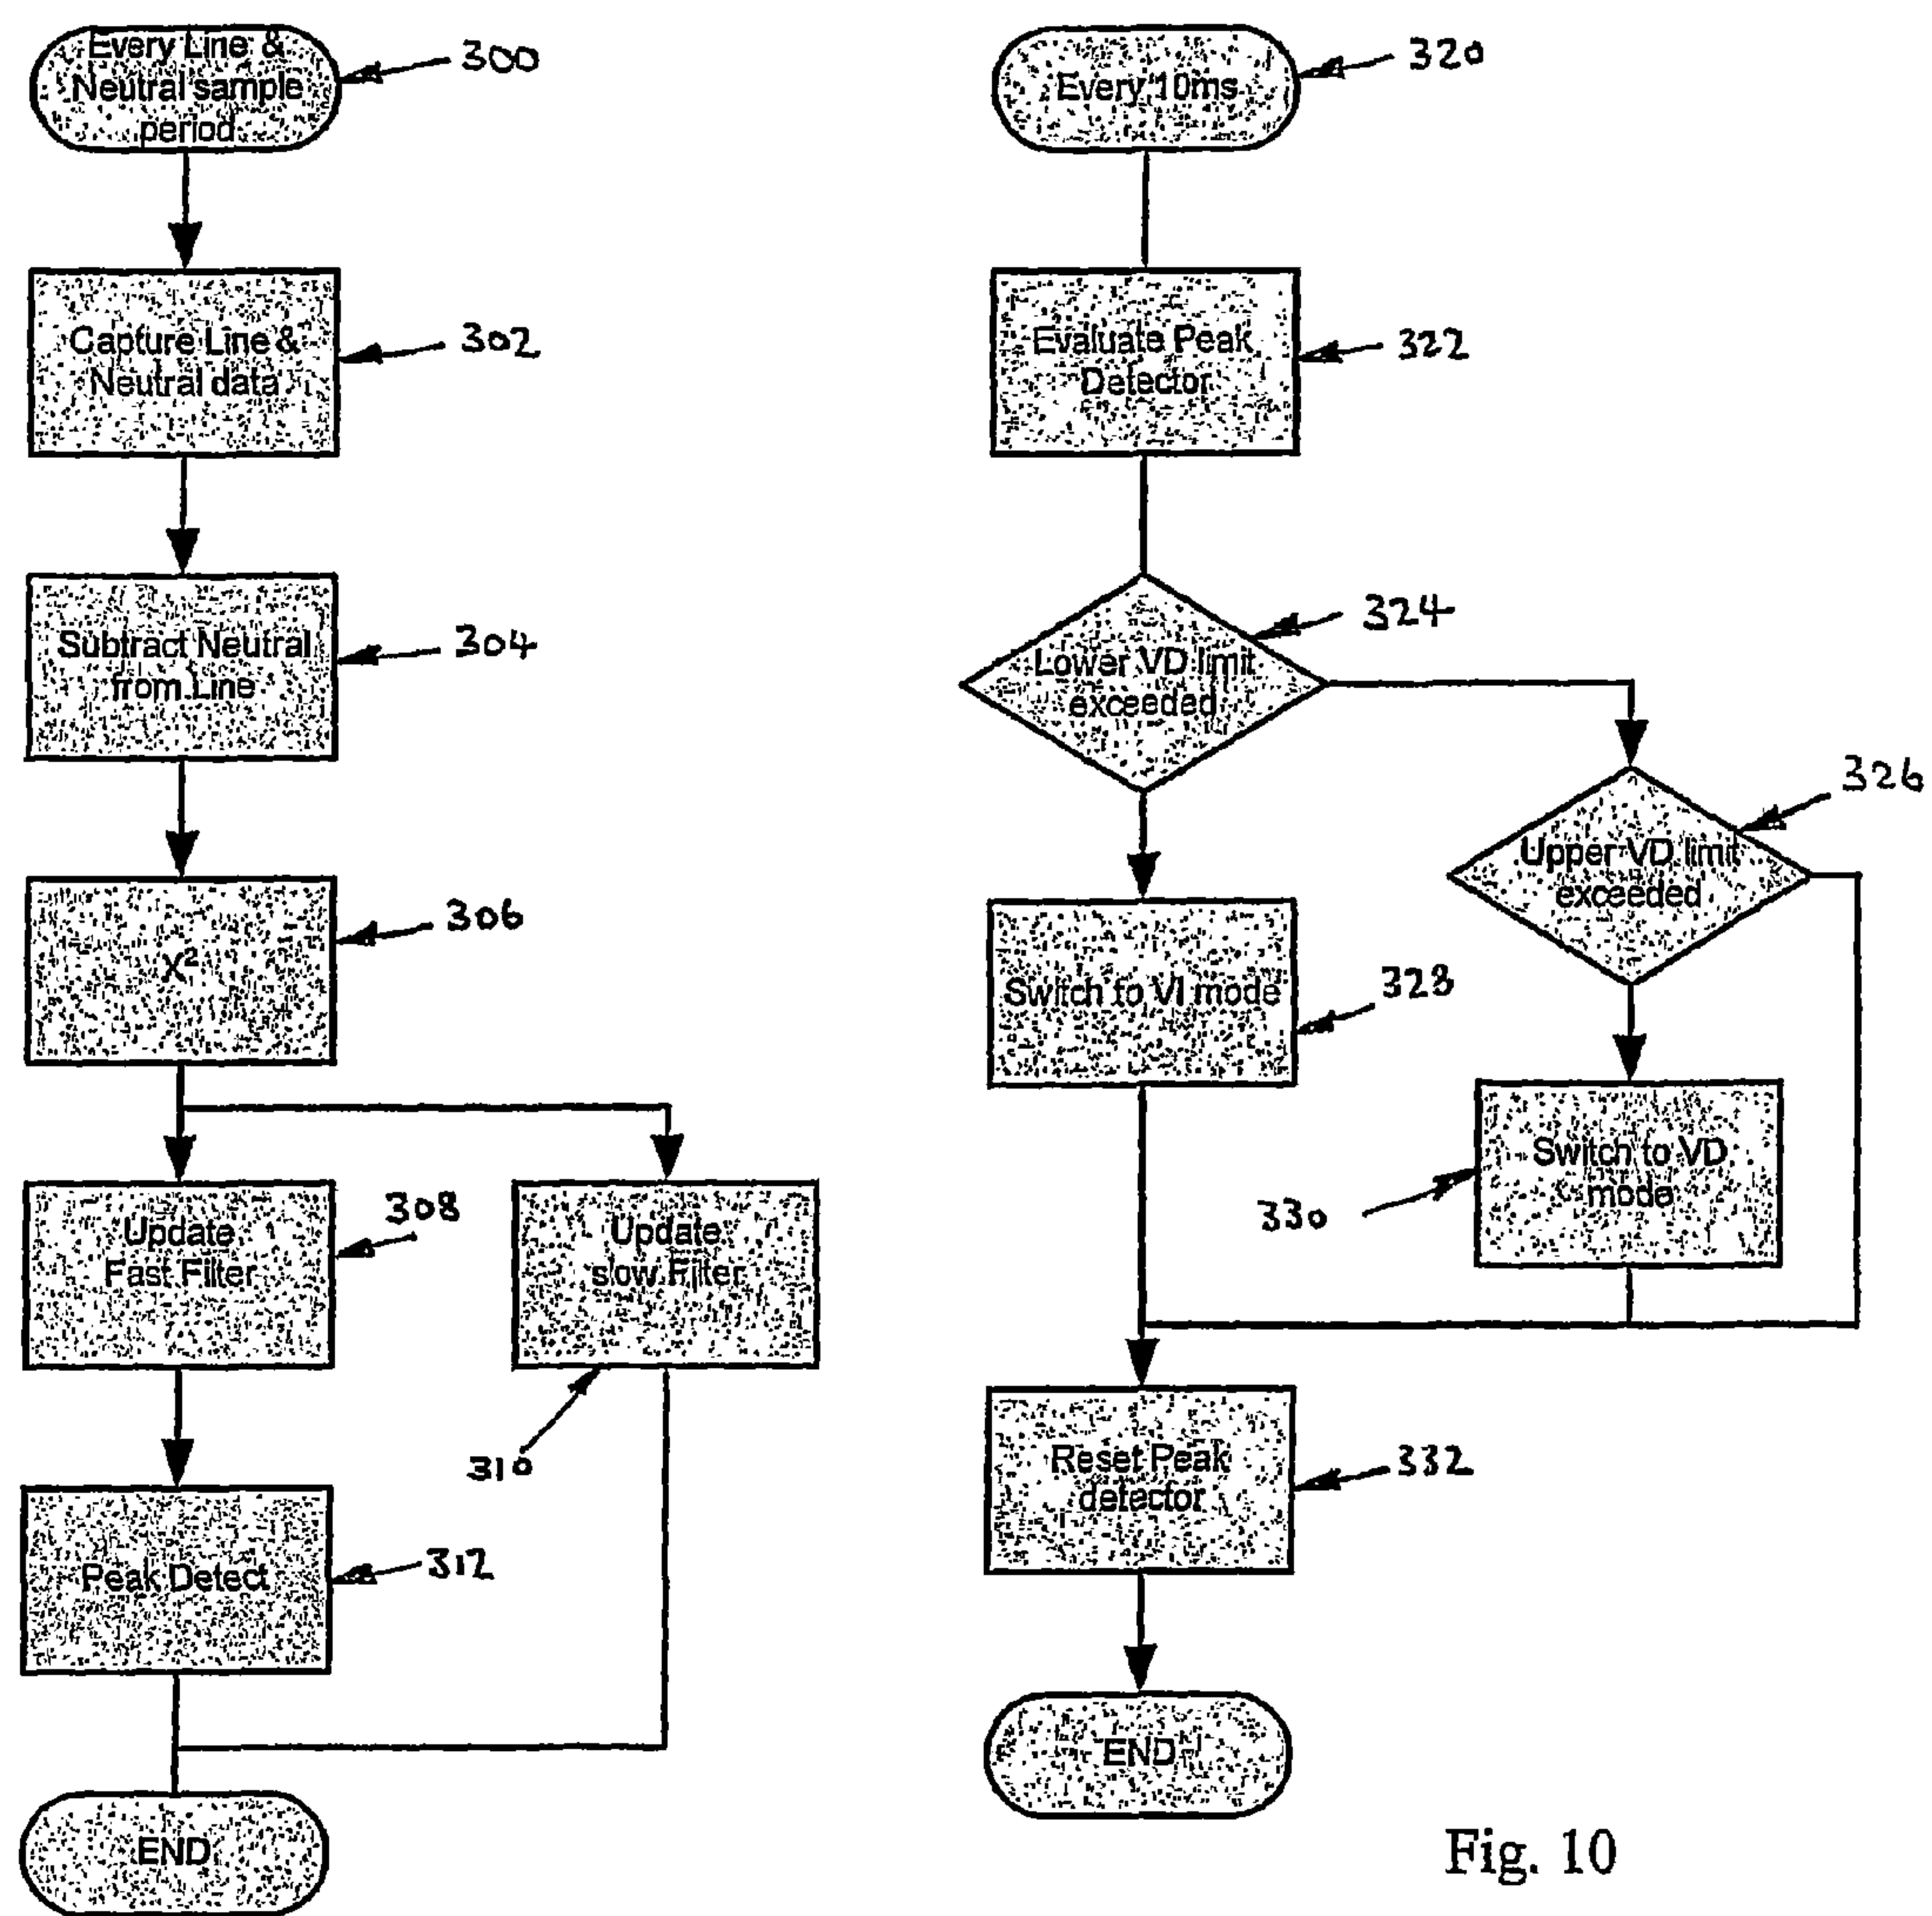 Every Line &
Neutral sample
period
300
Capture Line &
Neutral data
302
Subtract Neutral
from Line
304
X²
306
Update
Fast Filter
308
Update
slow Filter
310
Peak Detect
312
END
Every 10ms
320
Evaluate Peak
Detector
322
Lower VD limit
exceeded
324
Upper VD limit
exceeded
326
Switch to VI mode
328
Switch to VD
mode
330
Reset Peak
detector
332
END
Fig. 10